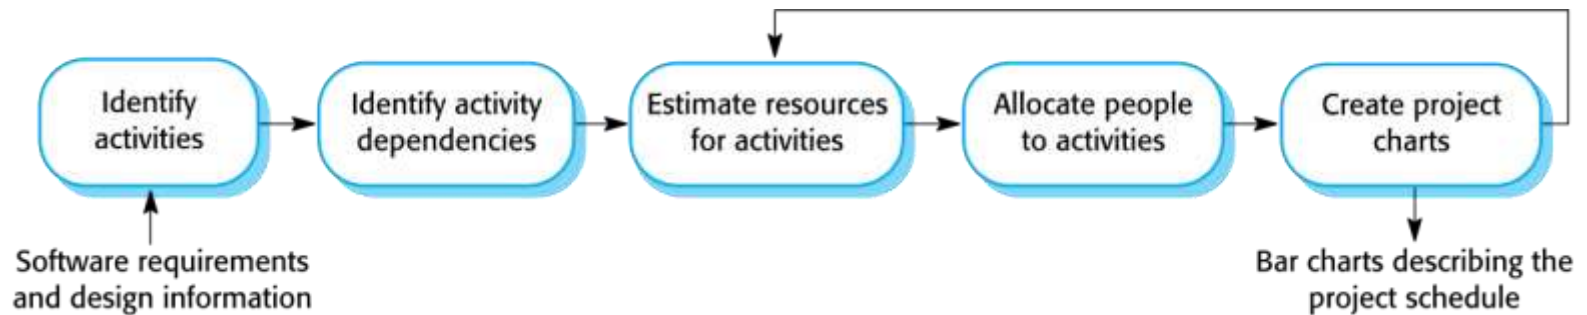 Identify
activities
Identify activity
dependencies
Estimate resources
for activities
Allocate people
to activities
Create project
charts
Software requirements
and design information
Bar charts describing the
project schedule